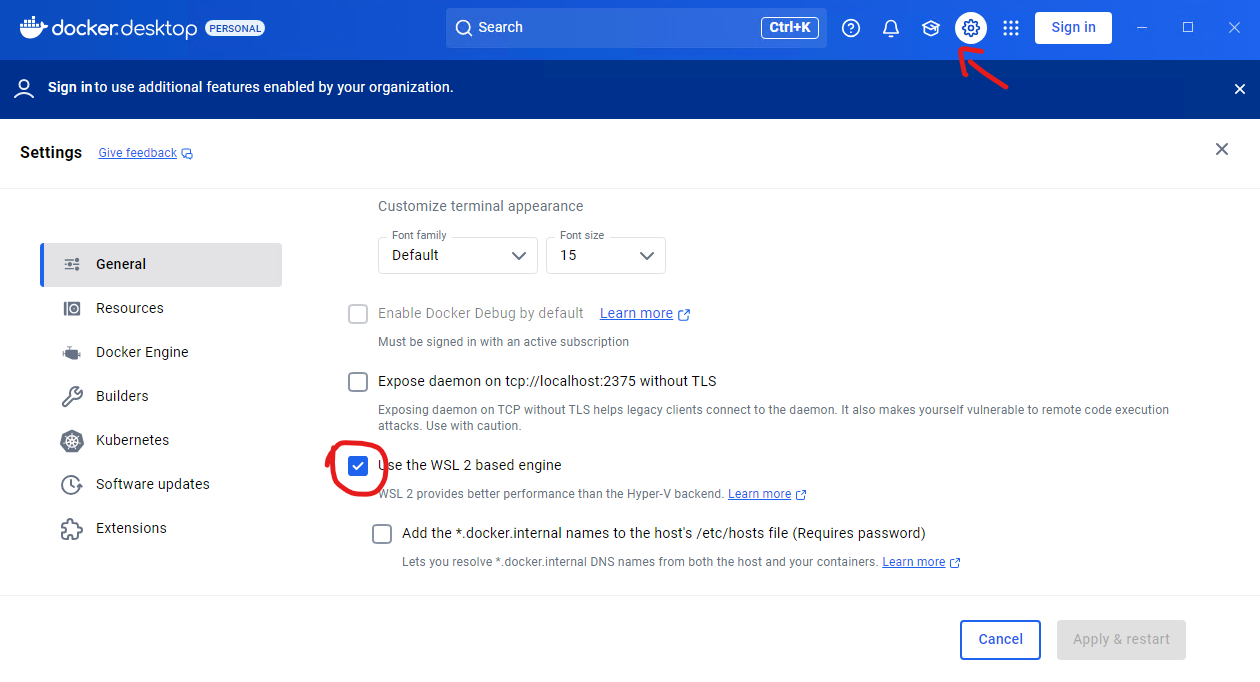 docker.desktop PERSONAL
Search
Ctrl+K
Sign in
Sign in to use additional features enabled by your organization.
Settings
Give feedback
General
Resources
Docker Engine
Builders
Kubernetes
Software updates
Extensions
Customize terminal appearance
Font family
Default
Font size
15
Enable Docker Debug by default Learn more
Must be signed in with an active subscription
Expose daemon on tcp://localhost:2375 without TLS
Exposing daemon on TCP without TLS helps legacy clients connect to the daemon. It also makes yourself vulnerable to remote code execution
attacks. Use with caution.
Use the WSL 2 based engine
WSL 2 provides better performance than the Hyper-V backend. Learn more
Add the *.docker.internal names to the host's /etc/hosts file (Requires password)
Lets you resolve *.docker.internal DNS names from both the host and your containers. Learn more
Cancel
Apply & restart